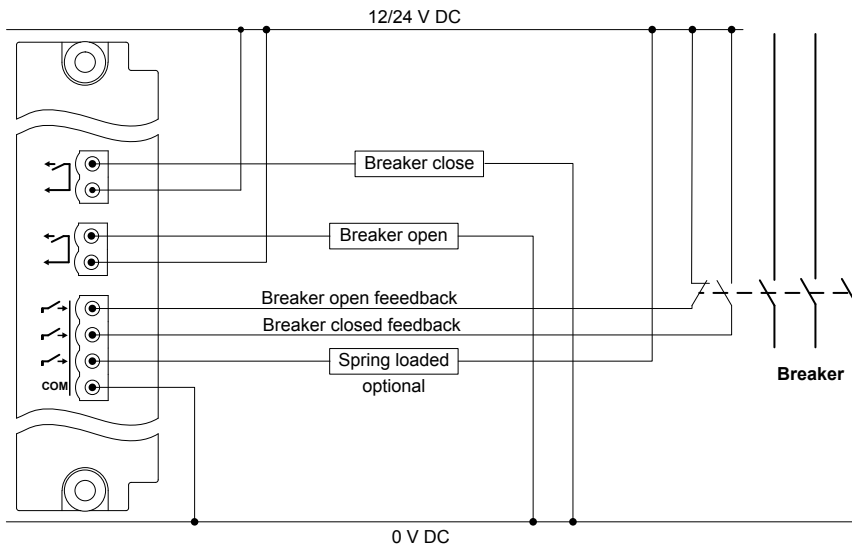 12/24 V DC
Breaker close
Breaker open
Breaker open feeedback
Breaker closed feedback
Spring loaded
optional
COM
Breaker
0 V DC